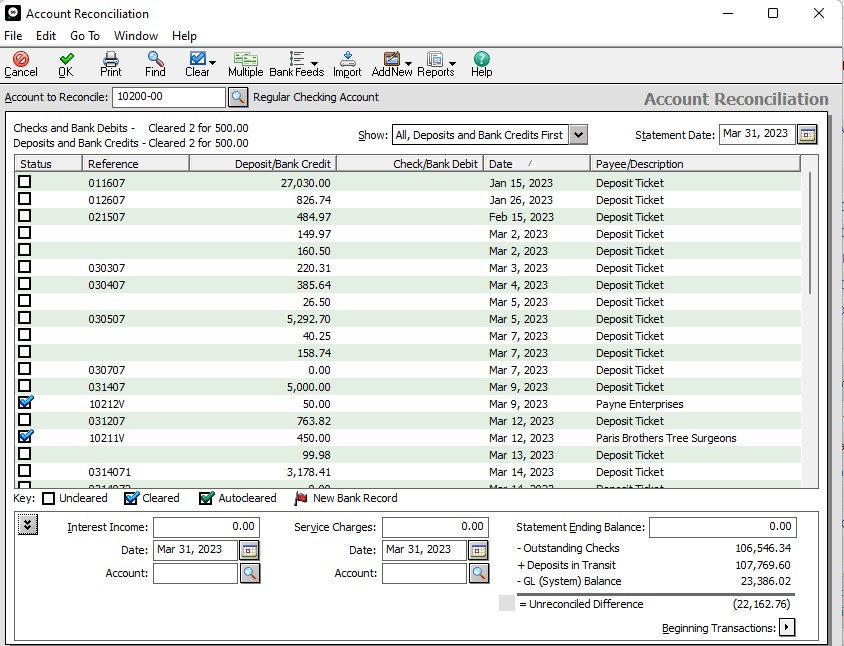 Account Reconciliation
File Edit Go To Window Help
Cancel OK Print Find Clear Multiple Bank Feeds Import Add New Reports Help
Account to Reconcile: 10200-00 Regular Checking Account Account Reconciliation
Checks and Bank Debits - Cleared 2 for 500.00
Deposits and Bank Credits - Cleared 2 for 500.00
Show: All, Deposits and Bank Credits First Statement Date: Mar 31, 2023
Status Reference Deposit/Bank Credit Check/Bank Debit Date Payee/Description
011607 27,030.00 Jan 15, 2023 Deposit Ticket
012607 826.74 Jan 26, 2023 Deposit Ticket
021507 484.97 Feb 15, 2023 Deposit Ticket
149.97 Mar 2, 2023 Deposit Ticket
160.50 Mar 2, 2023 Deposit Ticket
030307 220.31 Mar 3, 2023 Deposit Ticket
030407 385.64 Mar 4, 2023 Deposit Ticket
26.50 Mar 5, 2023 Deposit Ticket
030507 5,292.70 Mar 5, 2023 Deposit Ticket
40.25 Mar 7, 2023 Deposit Ticket
158.74 Mar 7, 2023 Deposit Ticket
030707 0.00 Mar 7, 2023 Deposit Ticket
031407 5,000.00 Mar 9, 2023 Deposit Ticket
10212V 50.00 Mar 9, 2023 Payne Enterprises
031207 763.82 Mar 12, 2023 Deposit Ticket
10211V 450.00 Mar 12, 2023 Paris Brothers Tree Surgeons
99.98 Mar 13, 2023 Deposit Ticket
0314071 3,178.41 Mar 14, 2023 Deposit Ticket
Key: Uncleared Cleared Autocleared New Bank Record
Interest Income: 0.00 Service Charges: 0.00 Statement Ending Balance: 0.00
Date: Mar 31, 2023 Date: Mar 31, 2023 - Outstanding Checks 106,546.34
+ Deposits in Transit 107,769.60
Account: Account: - GL (System) Balance 23,386.02
= Unreconciled Difference (22,162.76)
Beginning Transactions: